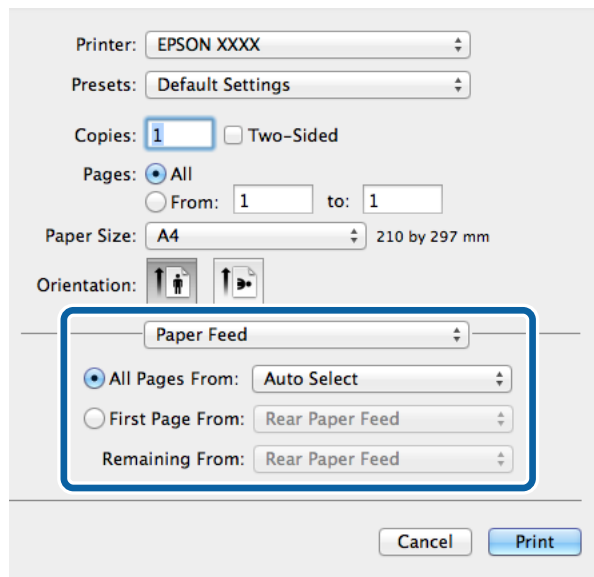 Printer: EPSON XXXX
Presets: Default Settings
Copies: 1 Two-Sided
Pages: All
From: 1 to: 1
Paper Size: A4 210 by 297 mm
Orientation:
Paper Feed
All Pages From: Auto Select
First Page From: Rear Paper Feed
Remaining From: Rear Paper Feed
Cancel Print